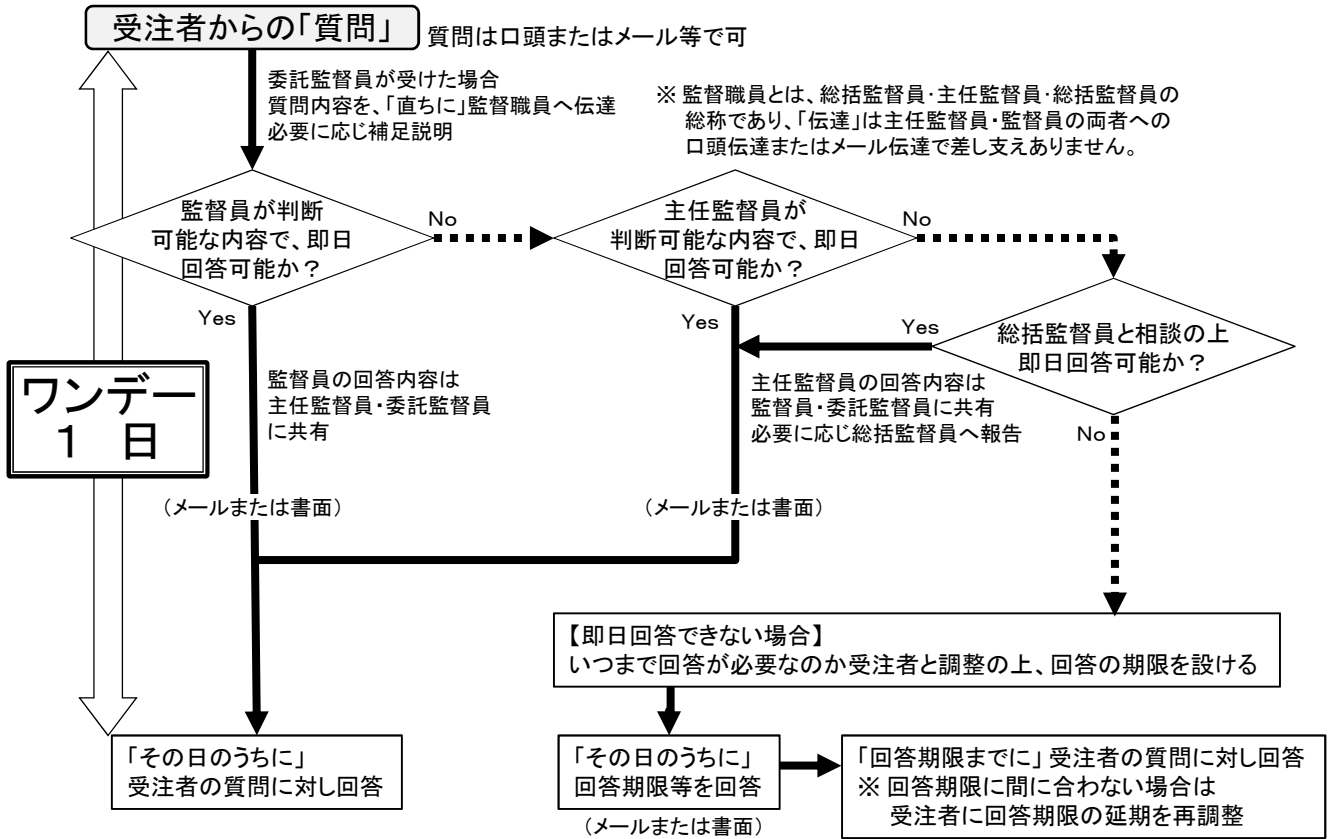 受注者からの「質問」
質問は口頭またはメール等で可
委託監督員が受けた場合
質問内容を、「直ちに」監督職員へ伝達
必要に応じ補足説明
※ 監督職員とは、総括監督員・主任監督員・総括監督員の
総称であり、「伝達」は主任監督員・監督員の両者への
口頭伝達またはメール伝達で差し支えありません。
監督員が判断
可能な内容で、即日
回答可能か？
No
主任監督員が
判断可能な内容で、即日
回答可能か？
No
Yes
Yes
Yes
総括監督員と相談の上
即日回答可能か？
ワンデー
１　日
監督員の回答内容は
主任監督員・委託監督員
に共有
主任監督員の回答内容は
監督員・委託監督員に共有
必要に応じ総括監督員へ報告
No
（メールまたは書面）
（メールまたは書面）
【即日回答できない場合】
いつまで回答が必要なのか受注者と調整の上、回答の期限を設ける
「その日のうちに」
受注者の質問に対し回答
「その日のうちに」
回答期限等を回答
（メールまたは書面）
「回答期限までに」受注者の質問に対し回答
※ 回答期限に間に合わない場合は
受注者に回答期限の延期を再調整